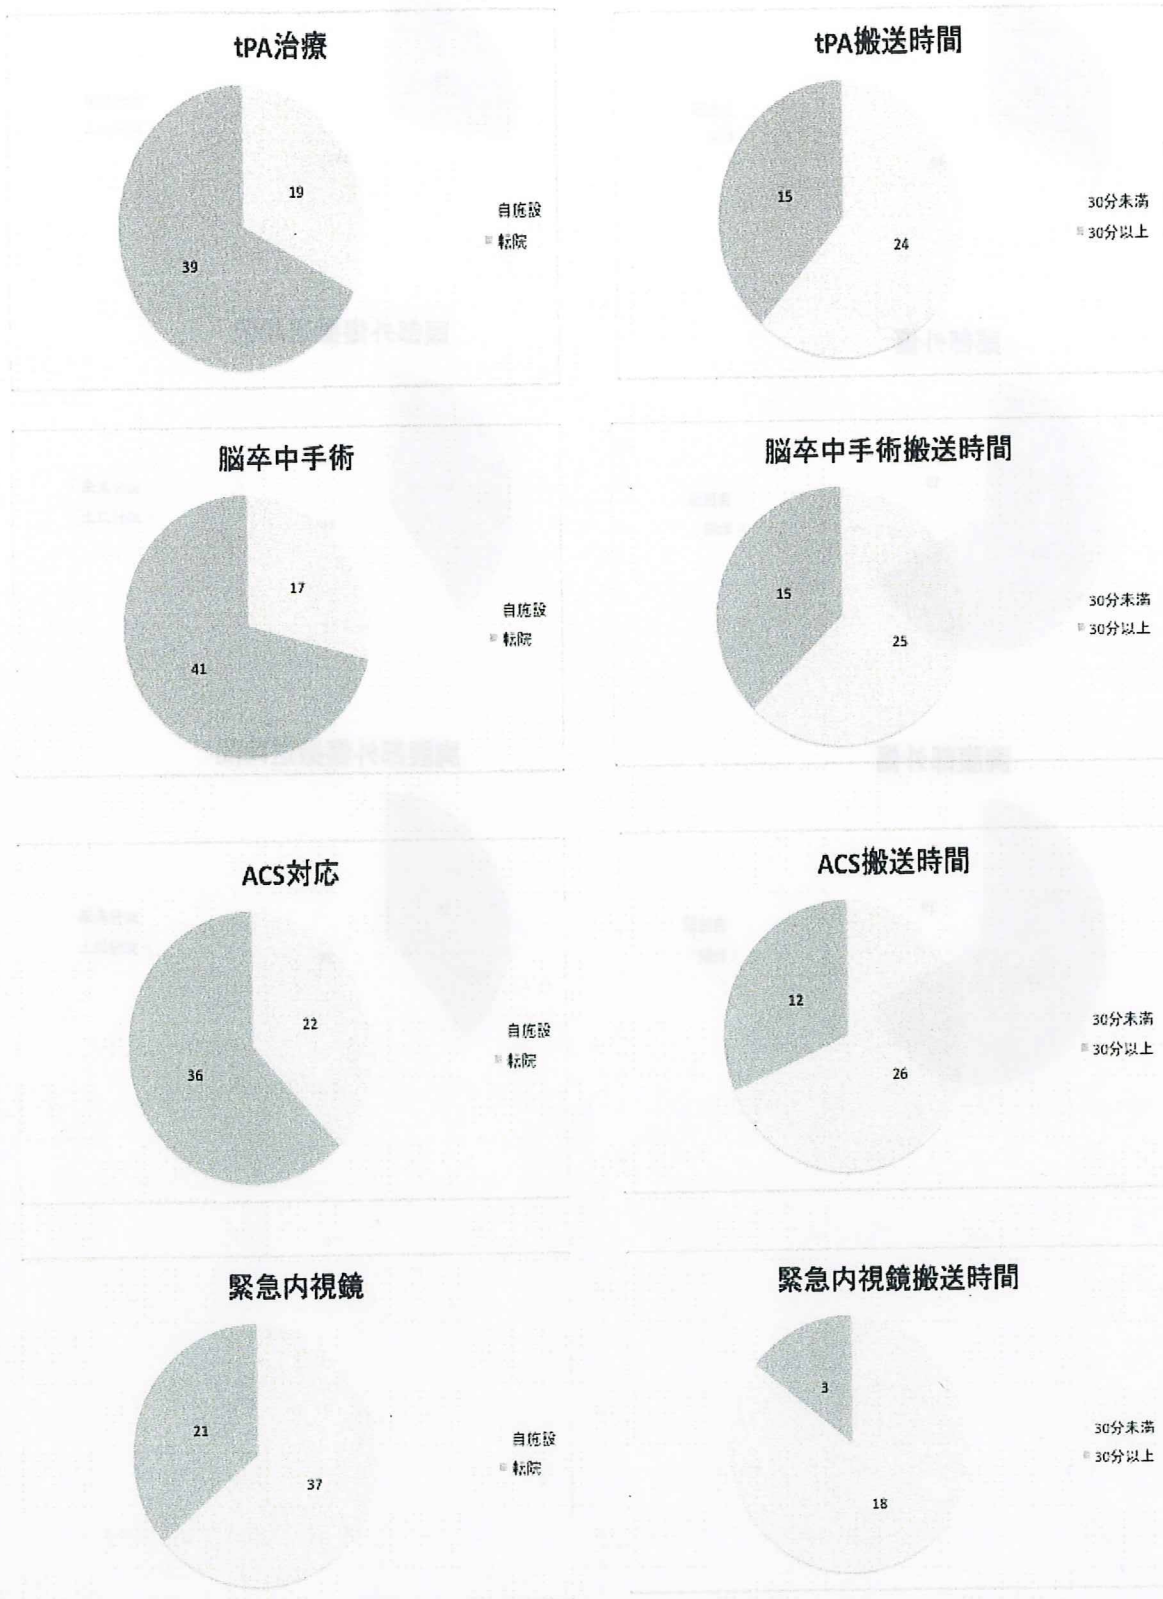 tPA治療
19
39
自施設
転院
tPA搬送時間
15
24
30分未満
30分以上
脳卒中手術
17
41
自施設
転院
脳卒中手術搬送時間
15
25
30分未満
30分以上
ACS対応
22
36
自施設
転院
ACS搬送時間
12
26
30分未満
30分以上
緊急内視鏡
21
37
自施設
転院
緊急内視鏡搬送時間
3
18
30分未満
30分以上